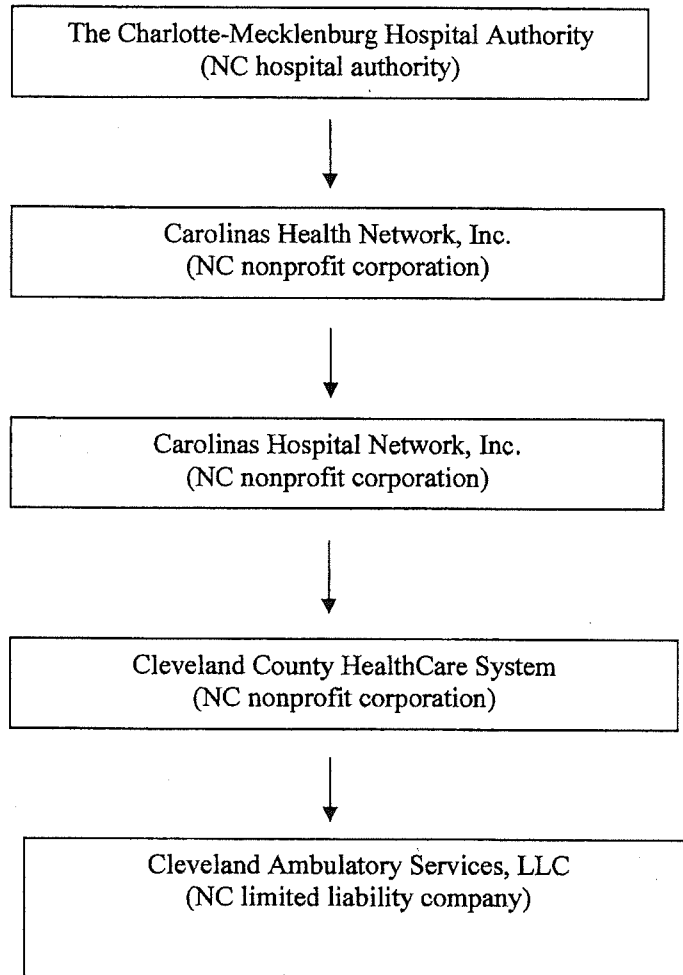 The Charlotte-Mecklenburg Hospital Authority
(NC hospital authority)
Carolinas Health Network, Inc.
(NC nonprofit corporation)
Carolinas Hospital Network, Inc.
(NC nonprofit corporation)
Cleveland County HealthCare System
(NC nonprofit corporation)
Cleveland Ambulatory Services, LLC
(NC limited liability company)